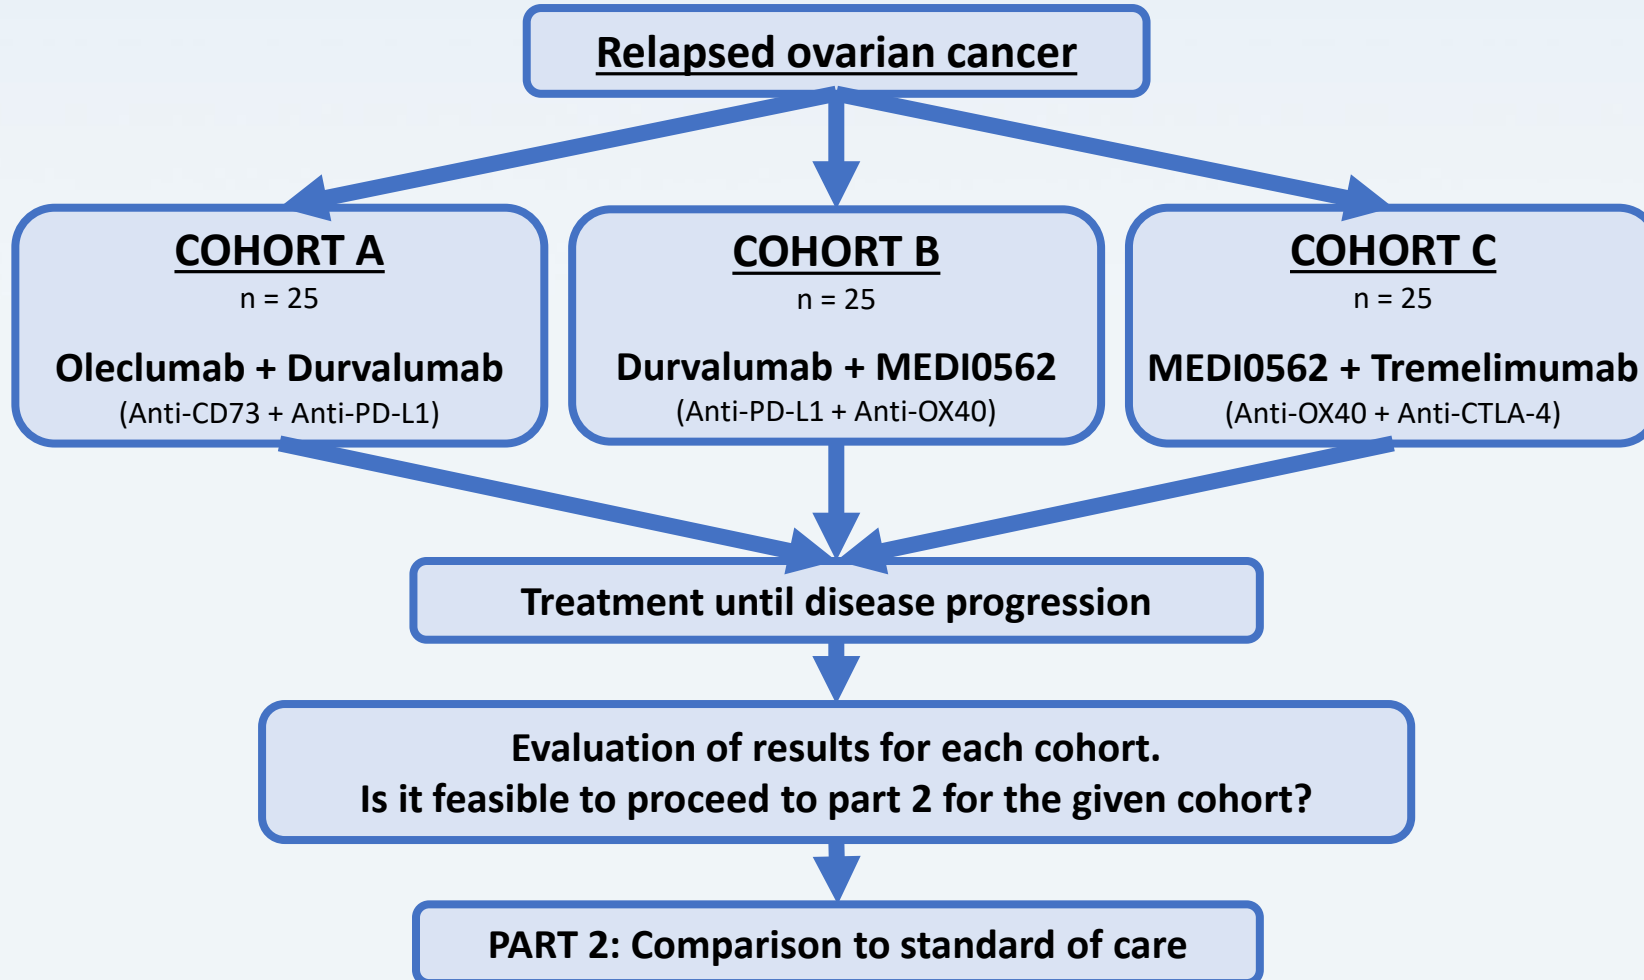 Relapsed ovarian cancer
COHORT A
n = 25
Oleclumab + Durvalumab
(Anti-CD73 + Anti-PD-L1)
COHORT B
n = 25
Durvalumab + MEDI0562
(Anti-PD-L1 + Anti-OX40)
COHORT C
n = 25
MEDI0562 + Tremelimumab
(Anti-OX40 + Anti-CTLA-4)
Treatment until disease progression
Evaluation of results for each cohort.
Is it feasible to proceed to part 2 for the given cohort?
PART 2: Comparison to standard of care